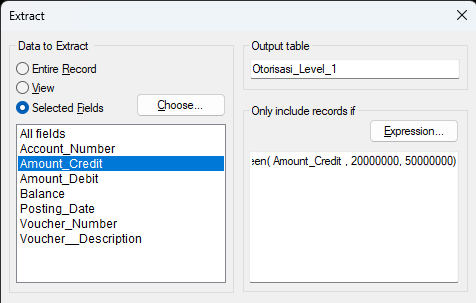 Extract
Data to Extract
Entire Record
View
Selected Fields
Choose...
All fields
Account_Number
Amount_Credit
Amount_Debit
Balance
Posting_Date
Voucher_Number
Voucher__Description
Output table
Otorisasi_Level_1
Only include records if
Expression...
een( Amount_Credit , 20000000, 50000000)